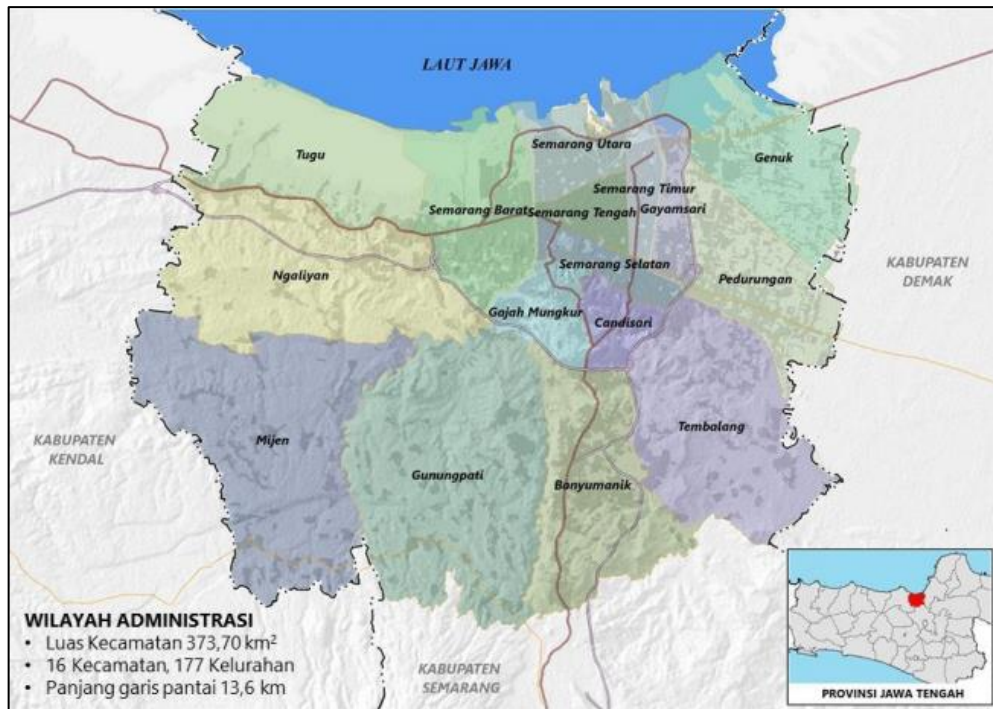 LAUT JAWA
Tugu
Semarang Utara
Genuk
Semarang Timur
Semarang Barat
Semarang Tengah
Gayamsari
Ngaliyan
Semarang Selatan
Pedurungan
KABUPATEN
DEMAK
Gajah Mungkur
Candisari
Mijen
Gunungpati
Banyumanik
Tembalang
KABUPATEN
KENDAL
WILAYAH ADMINISTRASI
• Luas Kecamatan 373,70 km²
• 16 Kecamatan, 177 Kelurahan
• Panjang garis pantai 13,6 km
KABUPATEN
SEMARANG
PROVINSI JAWA TENGAH